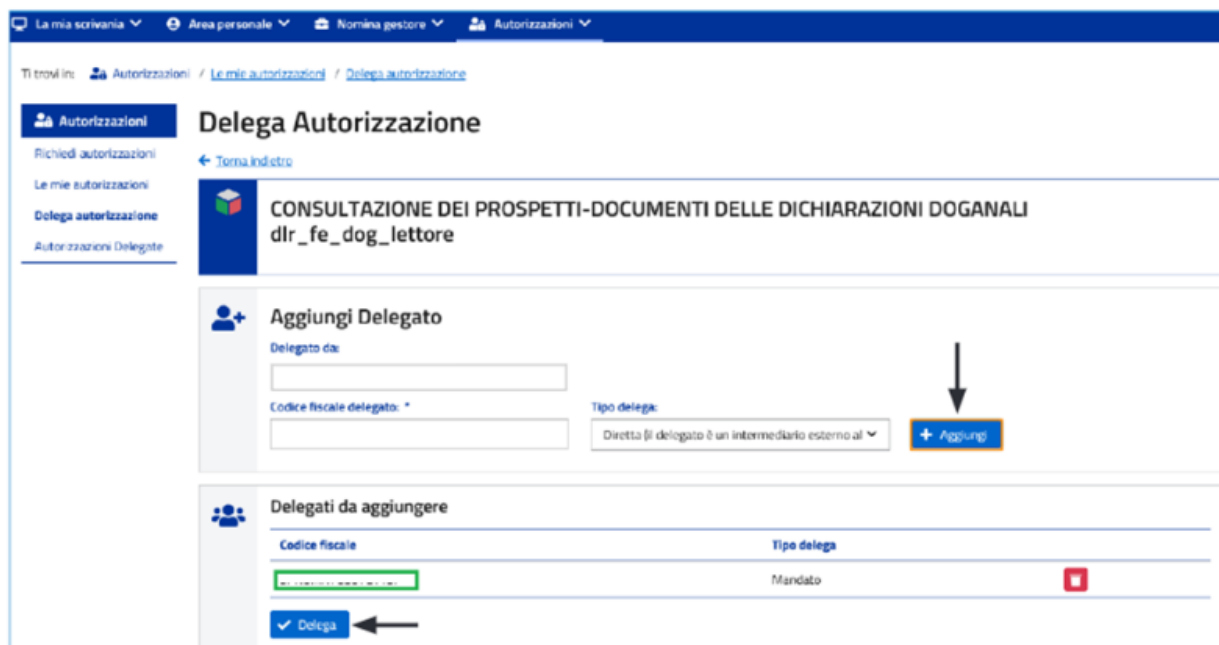 La mia scrivania Area personale Nomina gestore Autorizzazioni
Ti trovi in: Autorizzazioni / Le mie autorizzazioni / Delega autorizzazione
Autorizzazioni
Richiedi autorizzazioni
Le mie autorizzazioni
Delega autorizzazione
Autorizzazioni Delegate
Delega Autorizzazione
Torna indietro
CONSULTAZIONE DEI PROSPETTI-DOCUMENTI DELLE DICHIARAZIONI DOGANALI
dlr_fe_dog_lettore
Aggiungi Delegato
Delegato da:
Codice fiscale delegato: *
Tipo delega:
Diretta (il delegato è un intermediario esterno al
Aggiungi
Delegati da aggiungere
Codice fiscale Tipo delega
Mandato
Delega